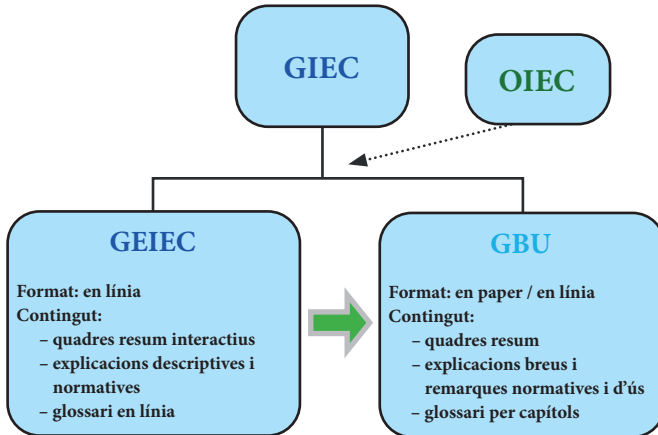 GIEC
OIEC
GEIEC
Format: en línia
Contingut:
– quadres resum interactius
– explicacions descriptives i
normatives
– glossari en línia
GBU
Format: en paper / en línia
Contingut:
– quadres resum
– explicacions breus i
remarques normatives i d’ús
– glossari per capítols